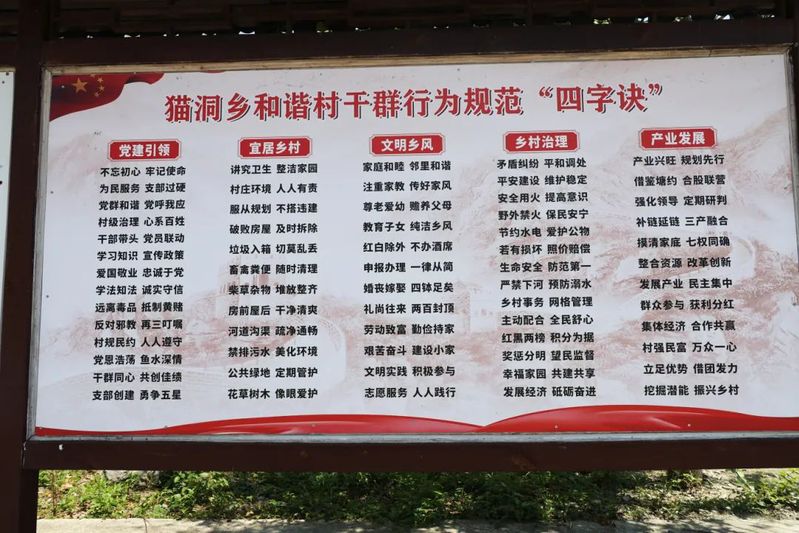 猫洞乡和谐村干群行为规范“四字诀”
党建引领
不忘初心 牢记使命
为民服务 支部过硬
党群和谐 党呼我应
村级治理 心系百姓
干部带头 党员联动
学习知识 宣传政策
爱国敬业 忠诚于党
学法知法 诚实守信
远离毒品 抵制黄赌
反对邪教 再三叮嘱
村规民约 人人遵守
党恩浩荡 鱼水深情
干群同心 共创佳绩
支部创建 勇争五星
宜居乡村
讲究卫生 整洁家园
村庄环境 人人有责
服从规划 不搭违建
破败房屋 及时拆除
垃圾入箱 切莫乱丢
畜禽粪便 随时清理
柴草杂物 堆放整齐
房前屋后 干净清爽
河道沟渠 疏浚通畅
禁排污水 美化环境
公共绿地 定期管护
花草树木 像眼爱护
文明乡风
家庭和睦 邻里和谐
注重家教 传好家风
尊老爱幼 赡养父母
教育子女 纯洁乡风
红白除外 不办酒席
申报办理 一律从简
婚丧嫁娶 四钵足矣
礼尚往来 两百封顶
劳动致富 勤俭持家
艰苦奋斗 建设小家
文明实践 积极参与
志愿服务 人人践行
乡村治理
矛盾纠纷 平和调处
平安建设 维护稳定
安全用火 提高意识
野外禁火 保民安宁
节约水电 爱护公物
若有损坏 照价赔偿
生命安全 防范第一
严禁下河 预防溺水
乡村事务 网格管理
主动配合 全民舒心
红黑两榜 积分为据
奖惩分明 望民监督
幸福家园 共建共享
发展经济 砥砺奋进
产业发展
产业兴旺 规划先行
借鉴塘约 合股联营
强化领导 定期研判
补链延链 三产融合
摸清家底 七权同确
整合资源 改革创新
发展产业 民主集中
群众参与 获利分红
集体经济 合作共赢
村强民富 万众一心
立足优势 借团发力
挖掘潜能 振兴乡村